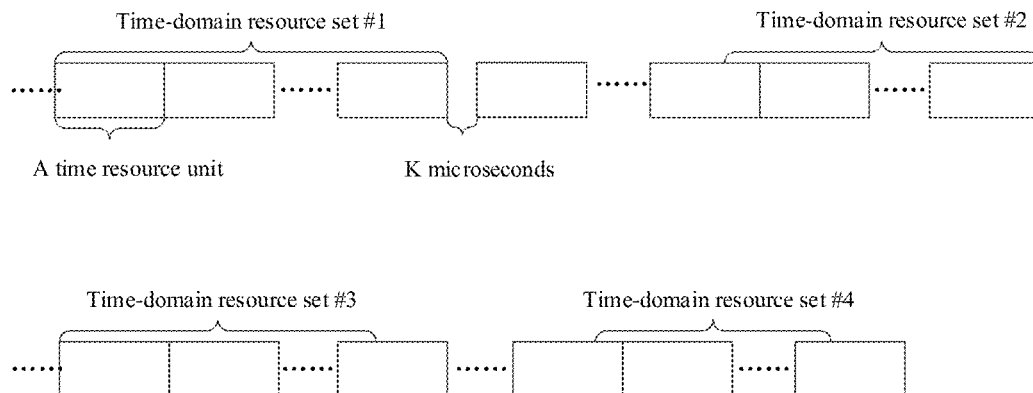 Time-domain resource set #1
Time-domain resource set #2
A time resource unit
K microseconds
Time-domain resource set #3
Time-domain resource set #4